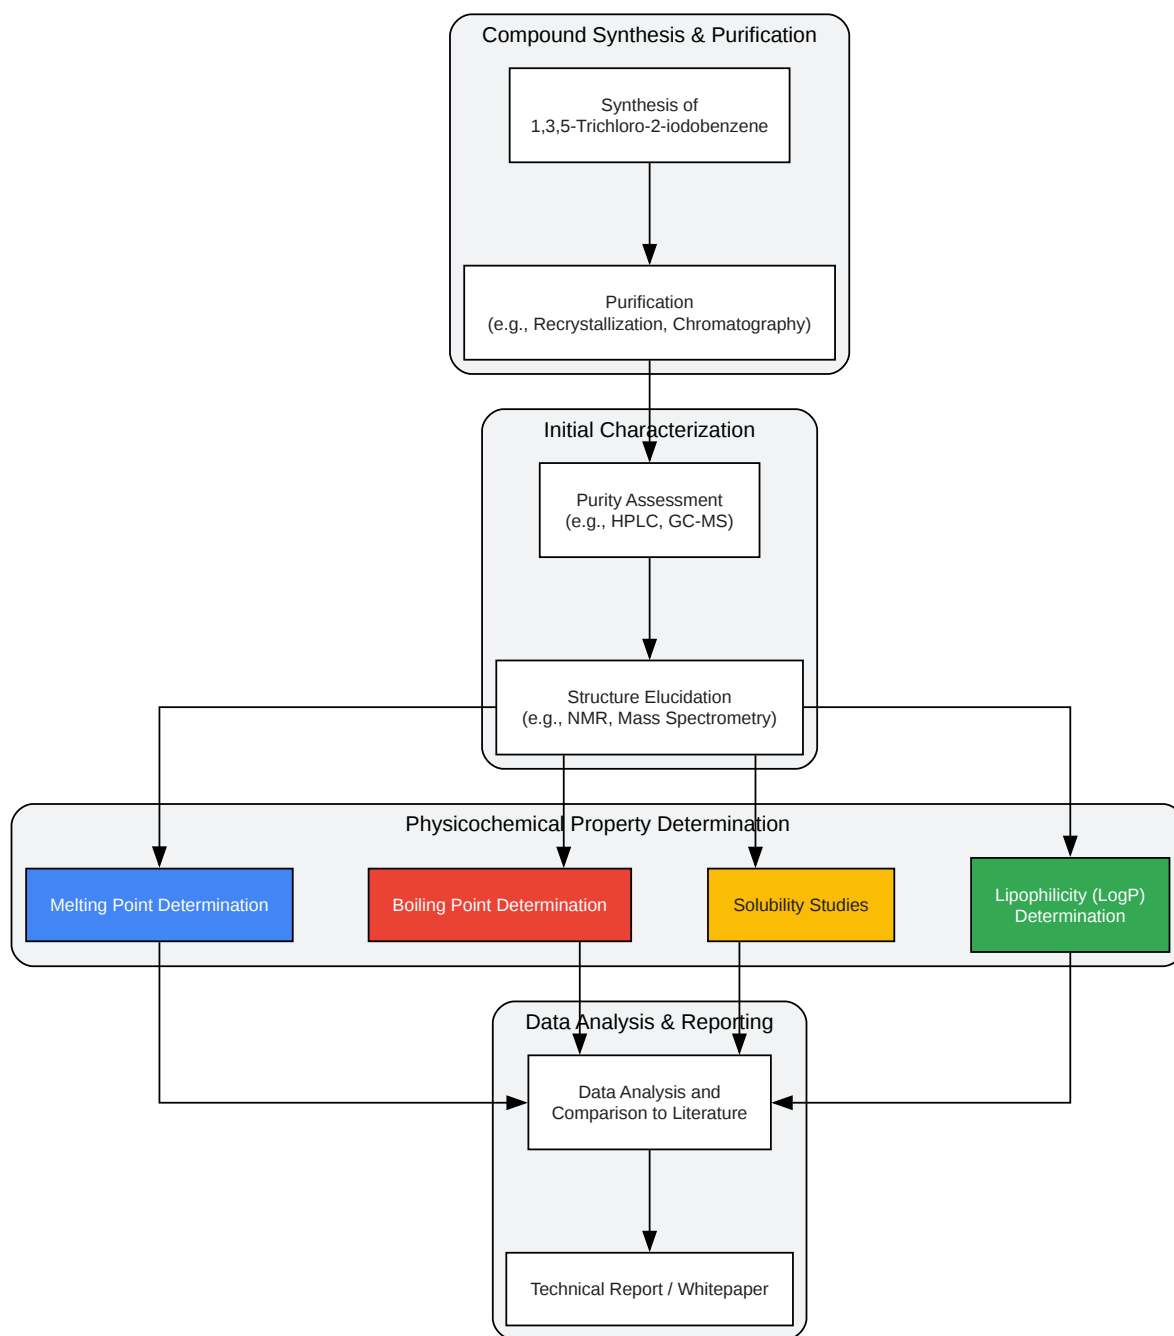 Compound Synthesis & Purification
Synthesis of
1,3,5-Trichloro-2-iodobenzene
Purification
(e.g., Recrystallization, Chromatography)
Initial Characterization
Purity Assessment
(e.g., HPLC, GC-MS)
Structure Elucidation
(e.g., NMR, Mass Spectrometry)
Physicochemical Property Determination
Melting Point Determination
Boiling Point Determination
Solubility Studies
Lipophilicity (LogP)
Determination
Data Analysis & Reporting
Data Analysis and
Comparison to Literature
Technical Report / Whitepaper